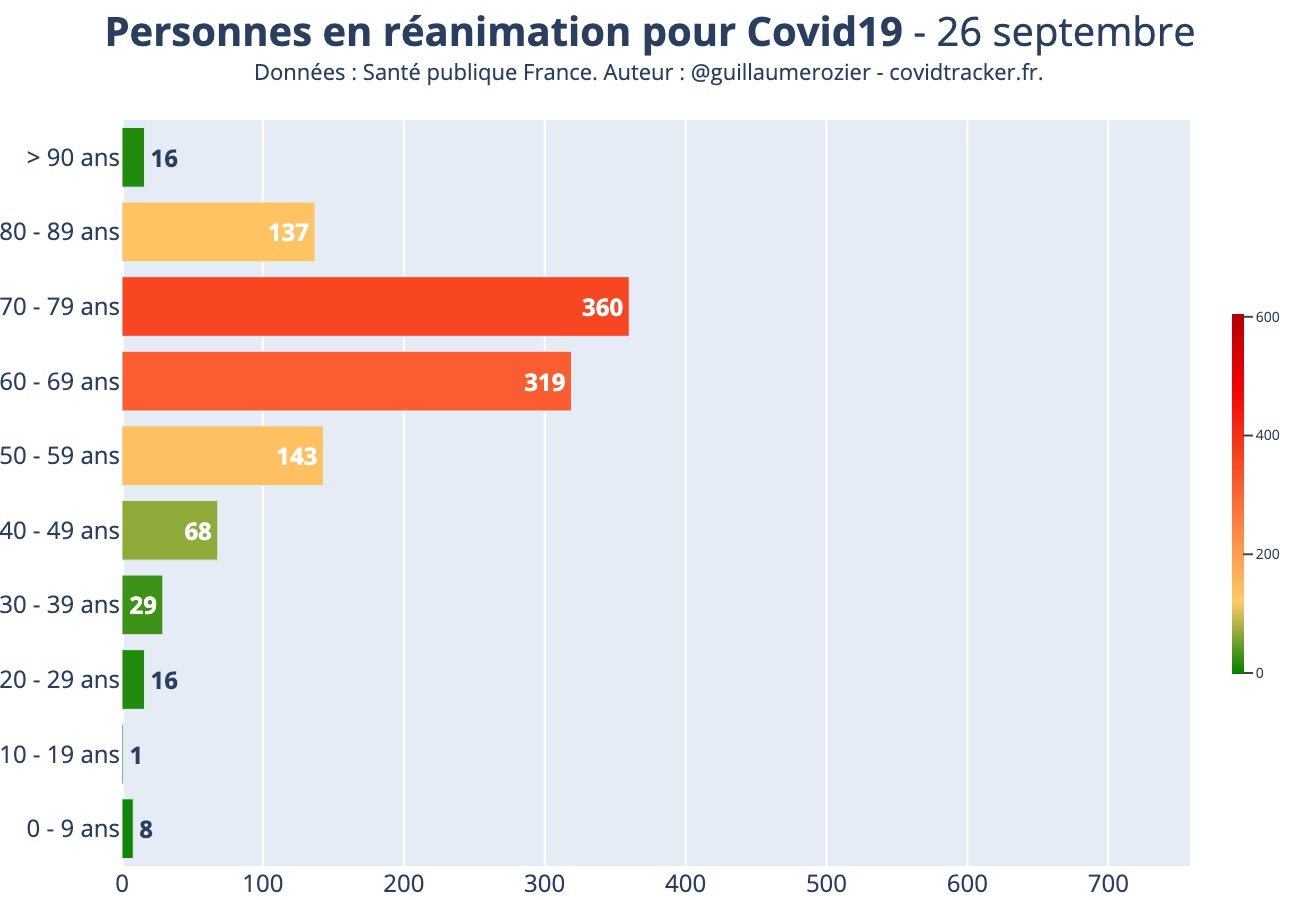 Personnes en réanimation pour Covid19 - 26 septembre
Données : Santé publique France. Auteur : @guillaumerozier - covidtracker.fr.
> 90 ans 16
80 - 89 ans 137
70 - 79 ans 360
60 - 69 ans 319
50 - 59 ans 143
40 - 49 ans 68
30 - 39 ans 29
20 - 29 ans 16
10 - 19 ans 1
0 - 9 ans 8
0 100 200 300 400 500 600 700
600
400
200
0